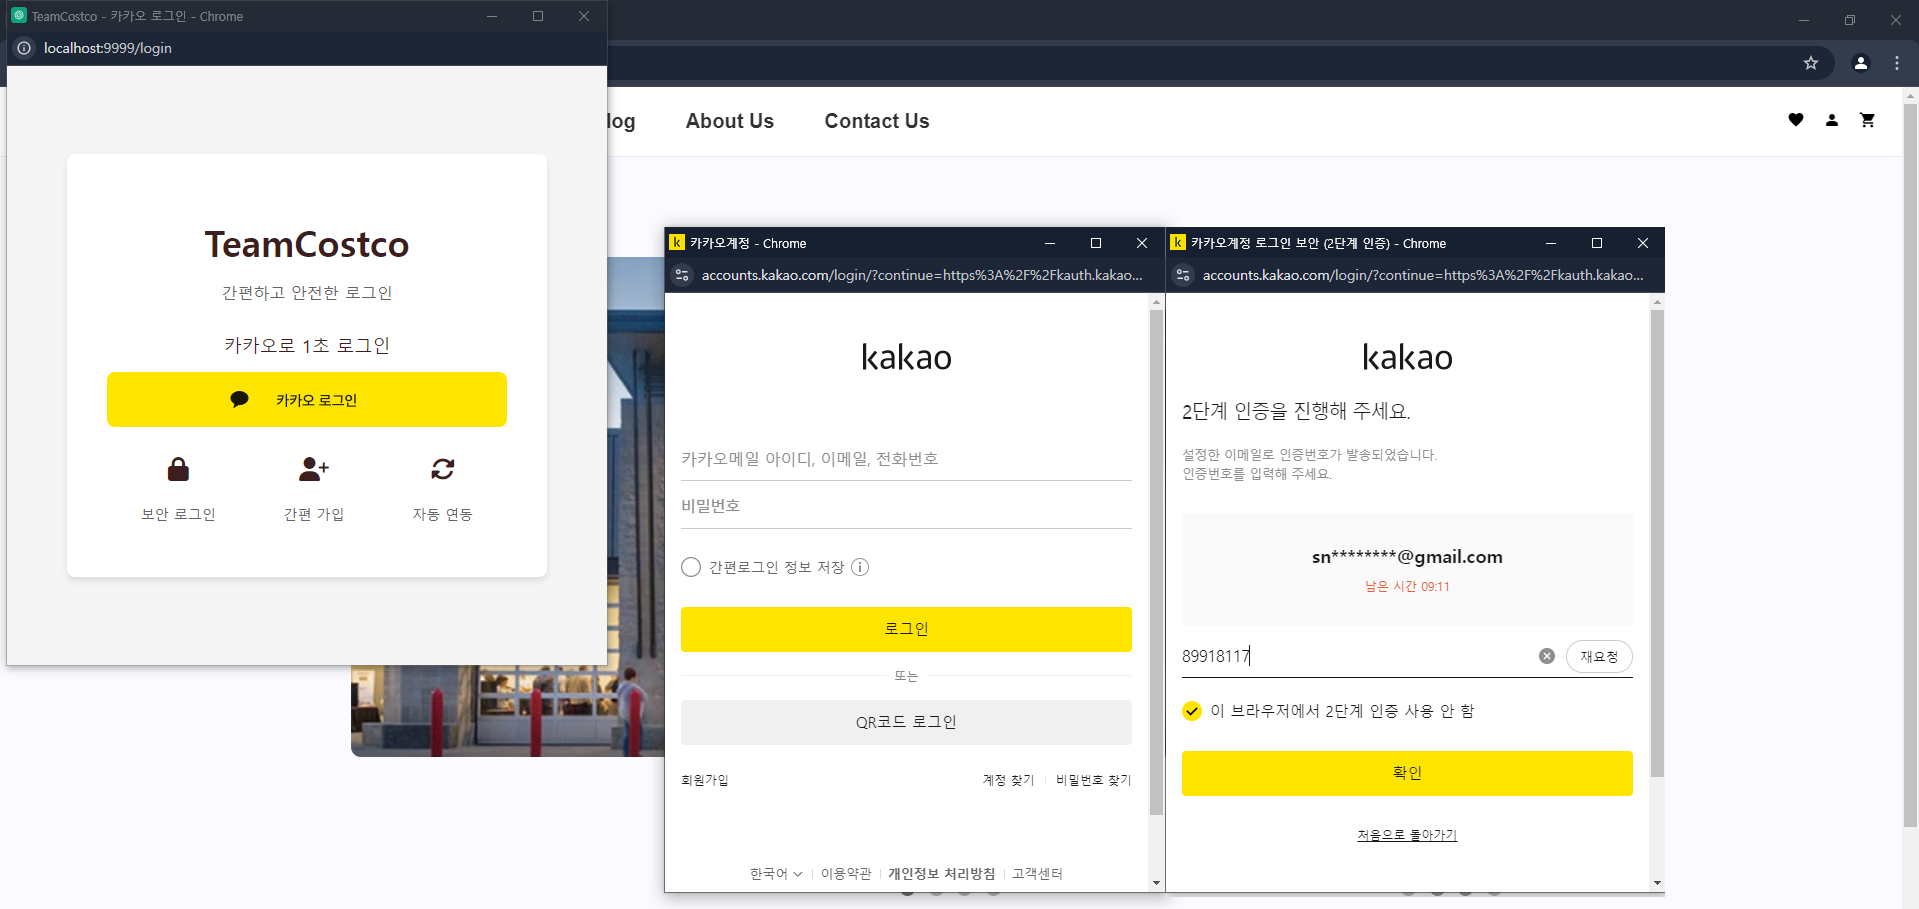 TeamCostco - 카카오 로그인 - Chrome
localhost:9999/login
log
About Us
Contact Us
TeamCostco
간편하고 안전한 로그인
카카오로 1초 로그인
카카오 로그인
보안 로그인
간편 가입
자동 연동
카카오계정 - Chrome
accounts.kakao.com/login/?continue=https%3A%2F%2Fkauth.kakao...
kakao
카카오메일 아이디, 이메일, 전화번호
비밀번호
간편로그인 정보 저장
로그인
또는
QR코드 로그인
회원가입
계정 찾기
비밀번호 찾기
한국어
이용약관
개인정보 처리방침
고객센터
카카오계정 로그인 보안 (2단계 인증) - Chrome
accounts.kakao.com/login/?continue=https%3A%2F%2Fkauth.kakao...
kakao
2단계 인증을 진행해 주세요.
설정한 이메일로 인증번호가 발송되었습니다.
인증번호를 입력해 주세요.
sn********@gmail.com
남은 시간 09:11
89918117
재요청
이 브라우저에서 2단계 인증 사용 안 함
확인
처음으로 돌아가기